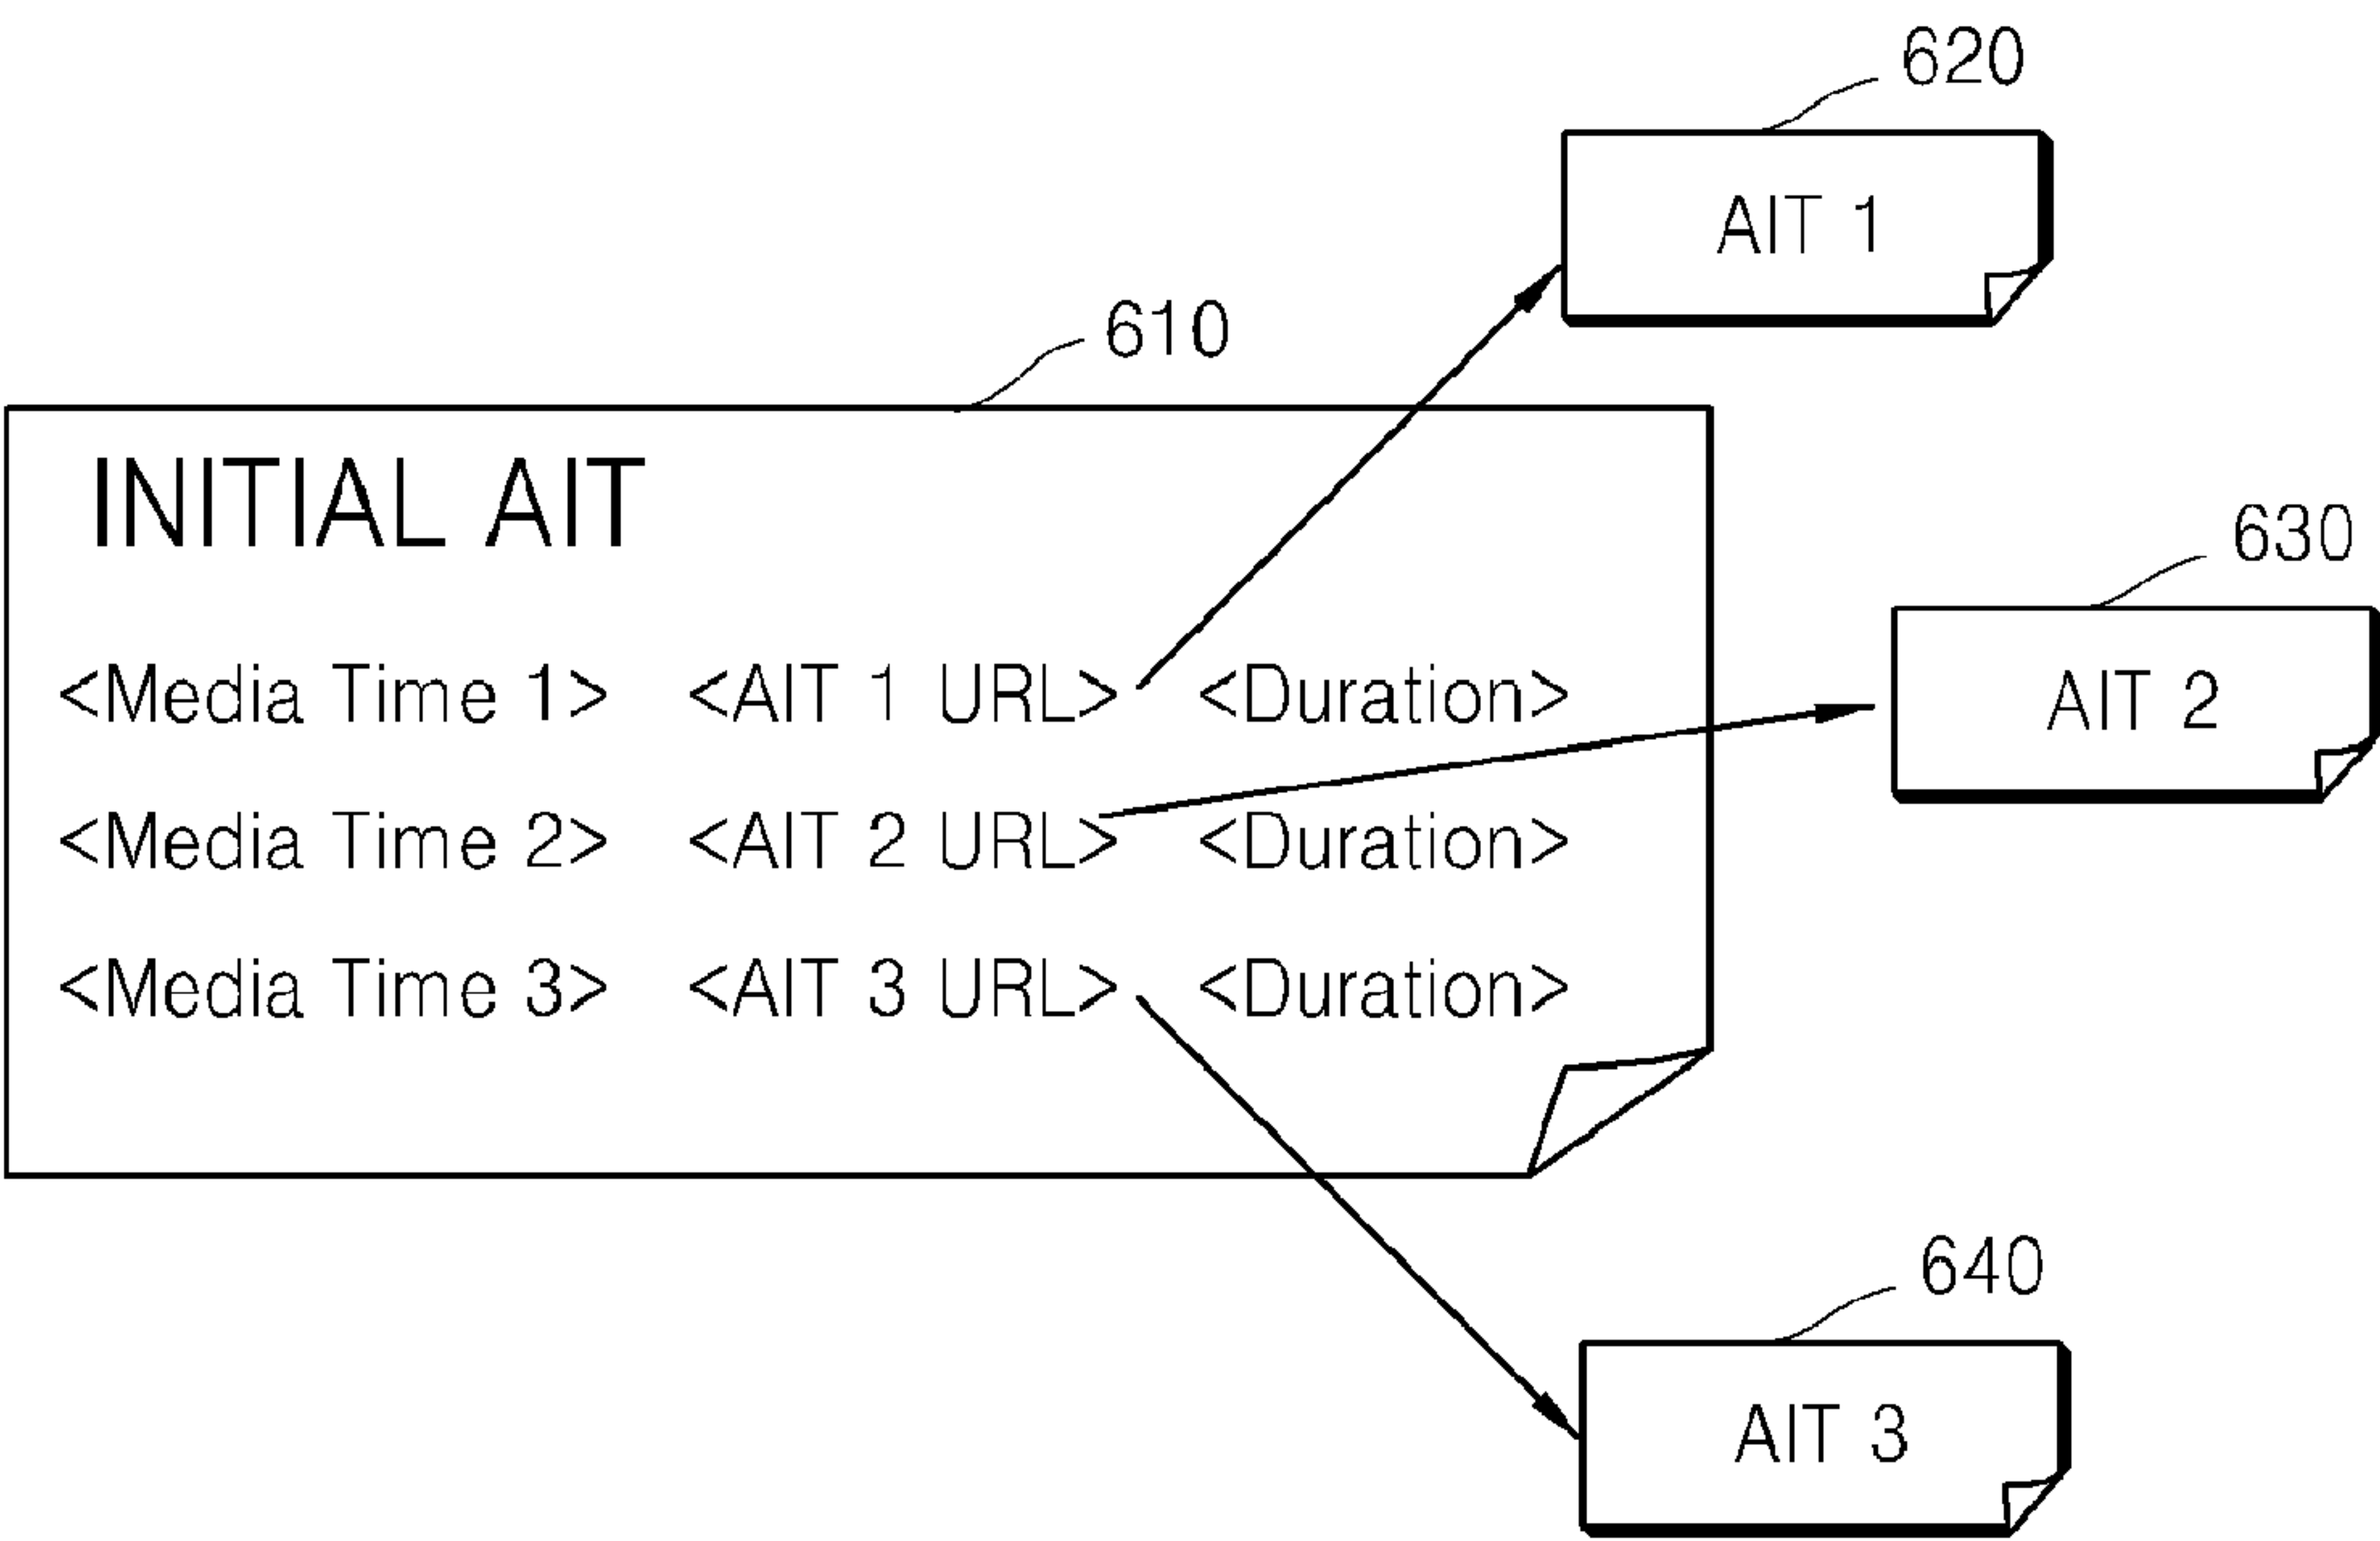 620
AIT 1
610
INITIAL AIT
630
<Media Time 1> <AIT 1 URL> <Duration>
AIT 2
<Media Time 2> <AIT 2 URL> <Duration>
<Media Time 3> <AIT 3 URL> <Duration>
640
AIT 3